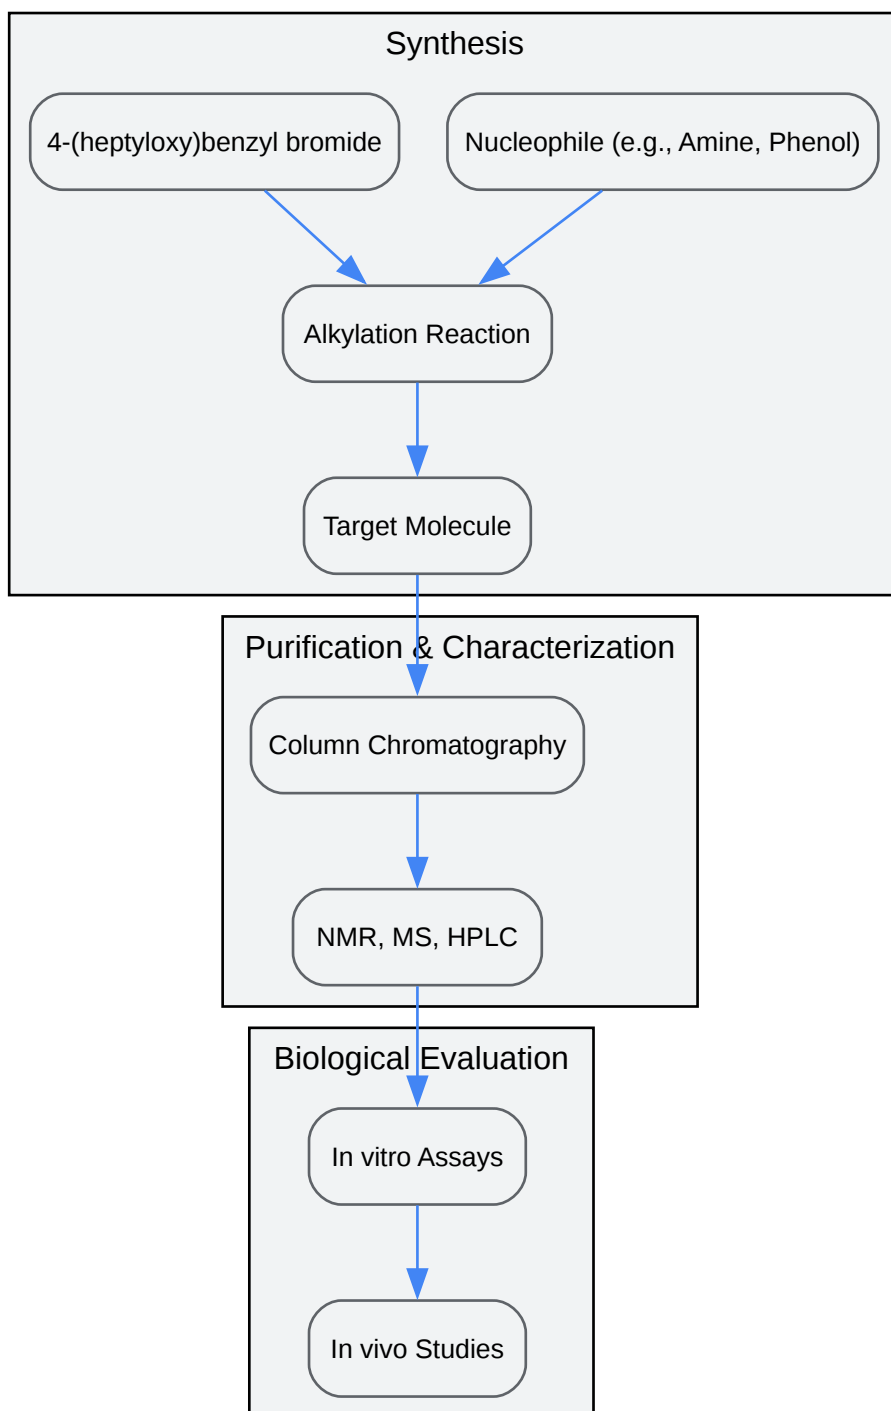 Synthesis
4-(heptyloxy)benzyl bromide
Nucleophile (e.g., Amine, Phenol)
Alkylation Reaction
Target Molecule
Purification & Characterization
Column Chromatography
NMR, MS, HPLC
Biological Evaluation
In vitro Assays
In vivo Studies